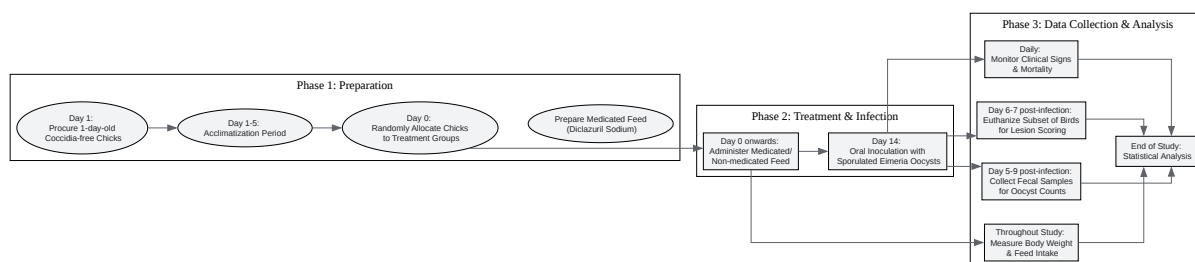 Phase 1: Preparation
Day 1:
Procure 1-day-old
Coccidia-free Chicks
Day 1-5:
Acclimatization Period
Day 0:
Randomly Allocate Chicks
to Treatment Groups
Prepare Medicated Feed
(Diclazuril Sodium)
Phase 2: Treatment & Infection
Day 0 onwards:
Administer Medicated/
Non-medicated Feed
Day 14:
Oral Inoculation with
Sporulated Eimeria Oocysts
Phase 3: Data Collection & Analysis
Daily:
Monitor Clinical Signs
& Mortality
Day 6-7 post-infection:
Euthanize Subset of Birds
for Lesion Scoring
Day 5-9 post-infection:
Collect Fecal Samples
for Oocyst Counts
Throughout Study:
Measure Body Weight
& Feed Intake
End of Study:
Statistical Analysis